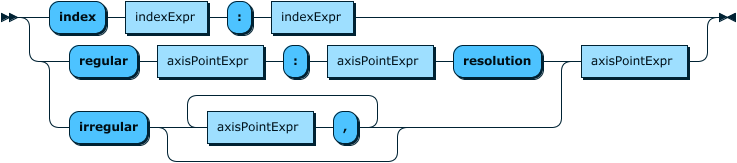 index indexExpr : indexExpr
regular axisPointExpr : axisPointExpr resolution axisPointExpr
irregular axisPointExpr ,